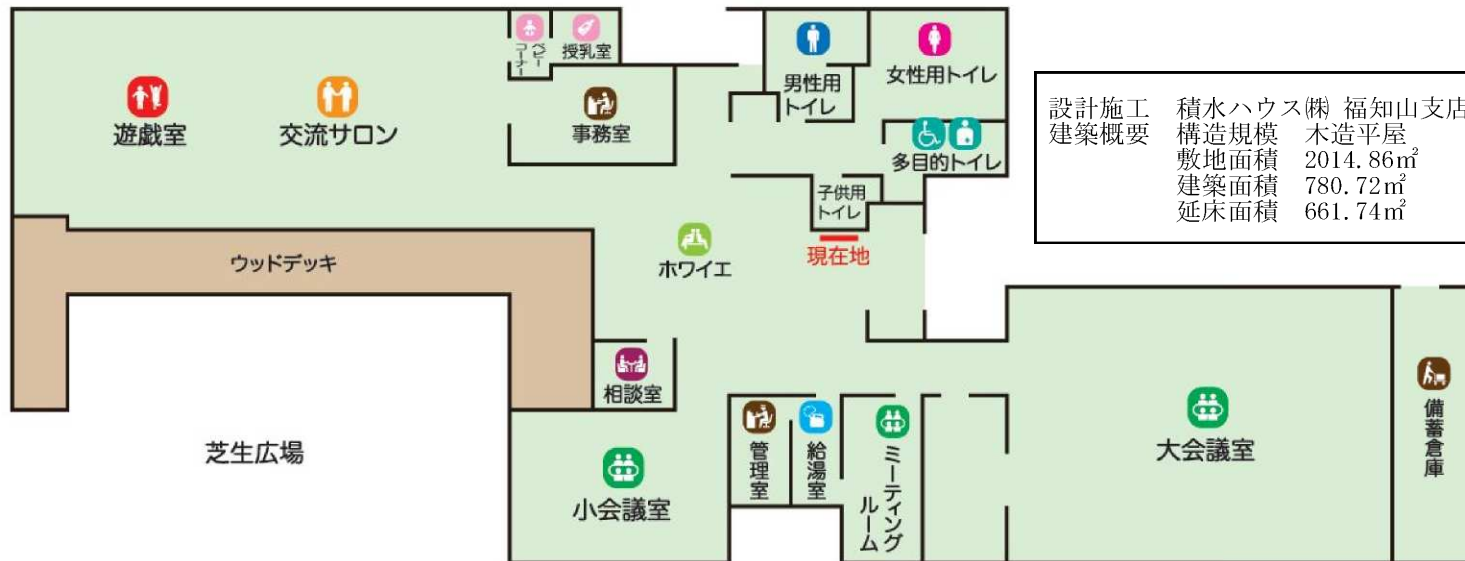 ベビー
コーナー
授乳室
遊戯室
交流サロン
事務室
男性用
トイレ
女性用トイレ
多目的トイレ
子供用
トイレ
現在地
設計施工 積水ハウス㈱ 福知山支店
建築概要 構造規模 木造平屋
敷地面積 2014.86㎡
建築面積 780.72㎡
延床面積 661.74㎡
ウッドデッキ
ホワイエ
相談室
芝生広場
小会議室
管理室
給湯室
ミーティング
ルーム
大会議室
備蓄倉庫